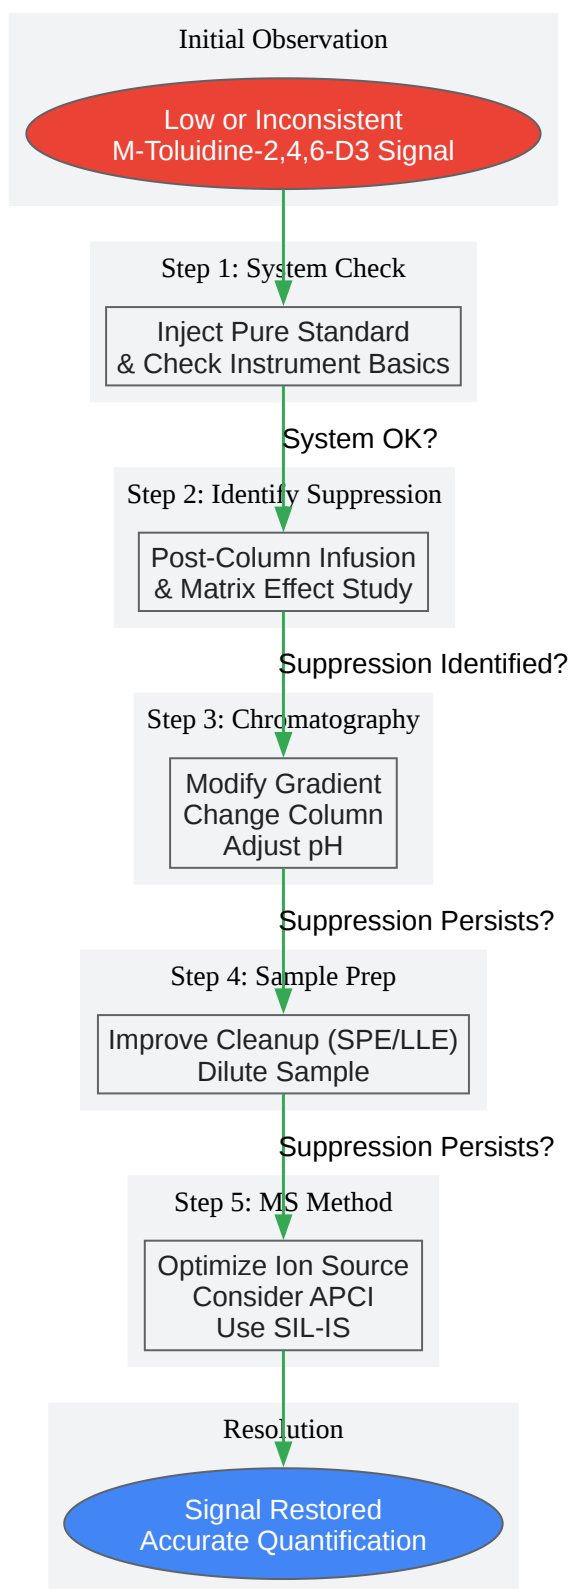 Initial Observation
Low or Inconsistent
M-Toluidine-2,4,6-D3 Signal
Step 1: System Check
Inject Pure Standard
& Check Instrument Basics
System OK?
Step 2: Identify Suppression
Post-Column Infusion
& Matrix Effect Study
Suppression Identified?
Step 3: Chromatography
Modify Gradient
Change Column
Adjust pH
Suppression Persists?
Step 4: Sample Prep
Improve Cleanup (SPE/LLE)
Dilute Sample
Suppression Persists?
Step 5: MS Method
Optimize Ion Source
Consider APCI
Use SIL-IS
Resolution
Signal Restored
Accurate Quantification